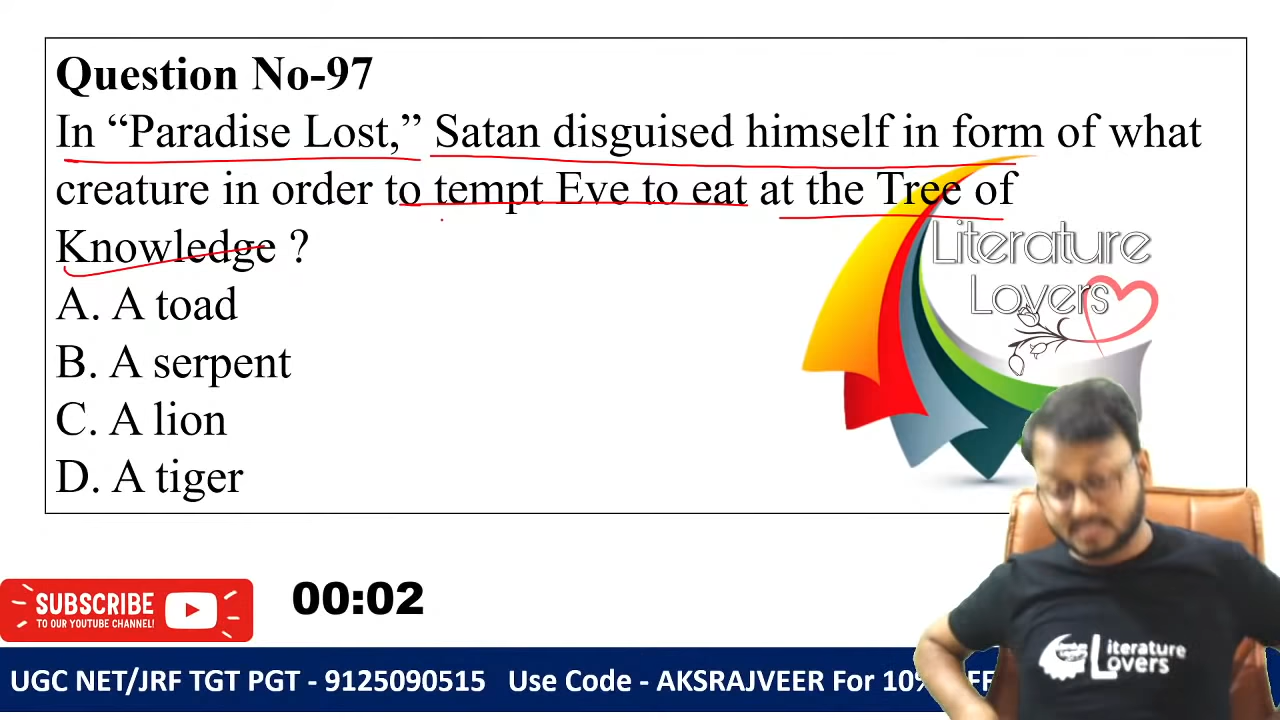 Question No-97
In “Paradise Lost,” Satan disguised himself in form of what
creature in order to tempt Eve to eat at the Tree of
Knowledge ?
A. A toad
B. A serpent
C. A lion
D. A tiger
Literature
Lovers
SUBSCRIBE
TO OUR YOUTUBE CHANNEL!
00:02
Literature
Lovers
UGC NET/JRF TGT PGT - 9125090515 Use Code - AKSRAJVEER For 10%